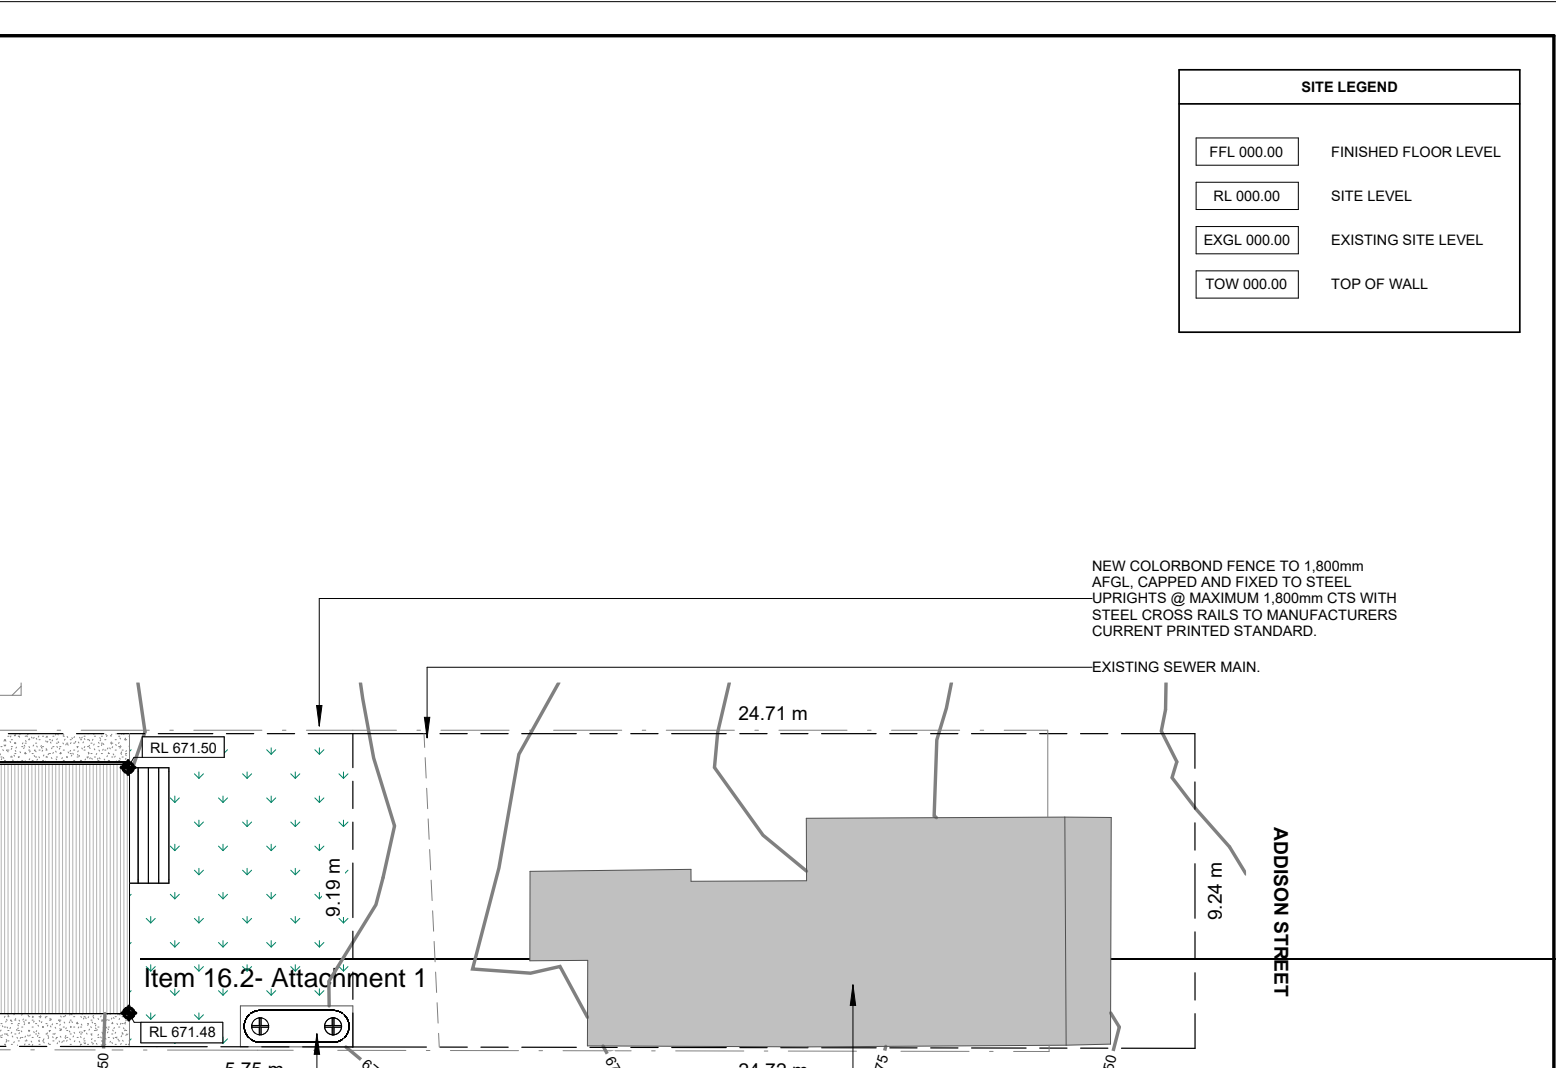 SITE LEGEND
FFL 000.00 FINISHED FLOOR LEVEL
RL 000.00 SITE LEVEL
EXGL 000.00 EXISTING SITE LEVEL
TOW 000.00 TOP OF WALL
NEW COLORBOND FENCE TO 1,800mm
AFGL, CAPPED AND FIXED TO STEEL
UPRIGHTS @ MAXIMUM 1,800mm CTS WITH
STEEL CROSS RAILS TO MANUFACTURERS
CURRENT PRINTED STANDARD.
EXISTING SEWER MAIN.
24.71 m
RL 671.50
9.19 m
9.24 m
ADDISON STREET
Item 16.2- Attachment 1
RL 671.48
50
5.75 m
24.72 m
75
50